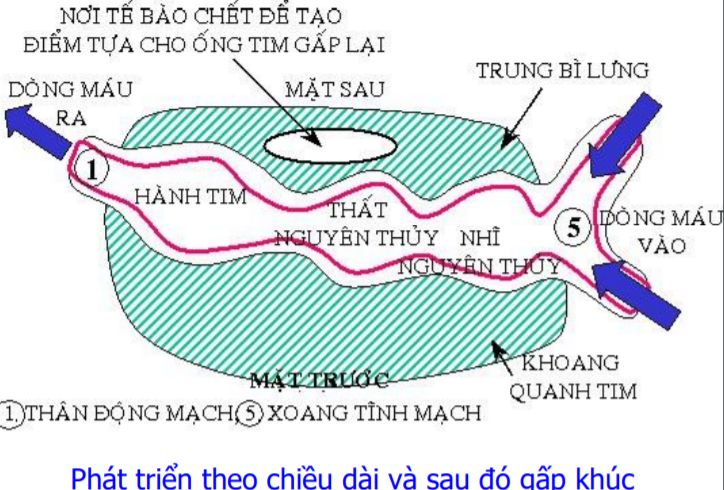 NƠI TẾ BÀO CHẾT ĐỂ TẠO
ĐIỂM TỰA CHO ỐNG TIM GẤP LẠI
TRUNG BÌ LƯNG
DÒNG MÁU
RA
MẶT SAU
1
HÀNH TIM
THẤT
NGUYÊN THỦY
NHĨ
NGUYÊN THỦY
5
DÒNG MÁU
VÀO
KHOANG
QUANH TIM
MẶT TRƯỚC
1 THÂN ĐỘNG MẠCH, 5 XOANG TĨNH MẠCH
Phát triển theo chiều dài và sau đó gấp khúc